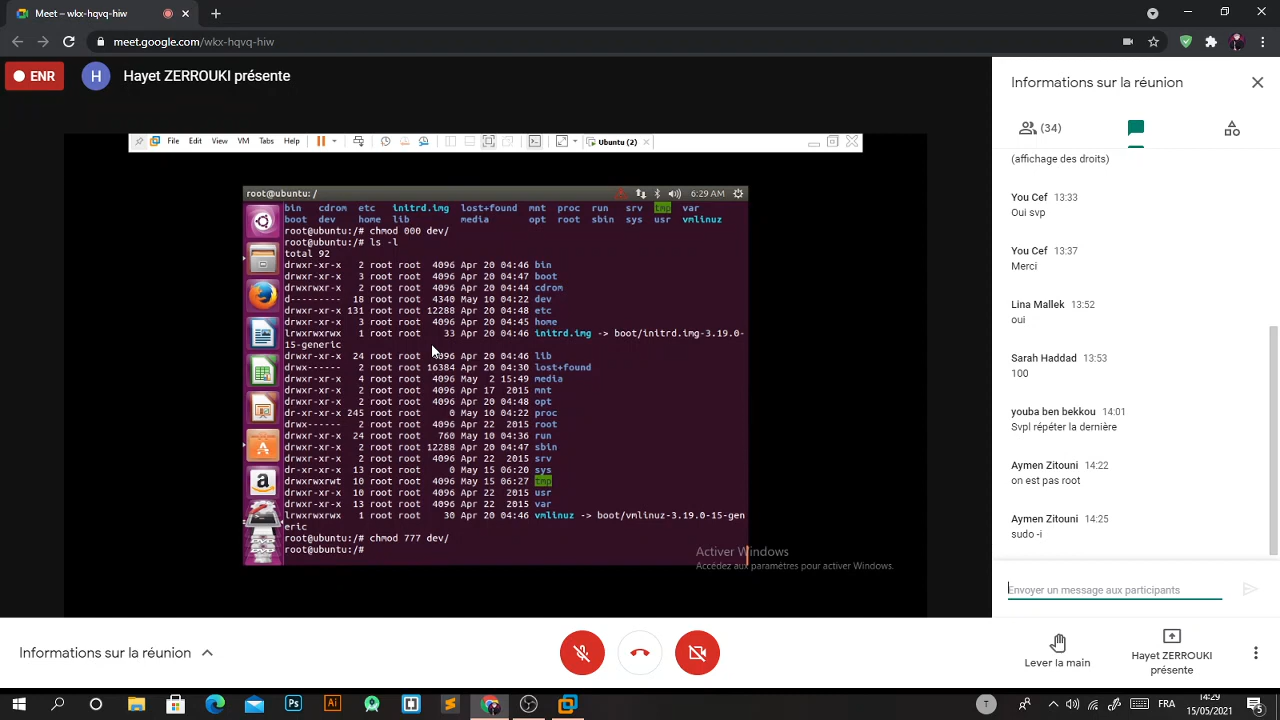 Meet – wkx-hqvq-hiw
meet.google.com/wkx-hqvq-hiw
ENR
H
Hayet ZERROUKI présente
File Edit View VM Tabs Help
Ubuntu (2)
root@ubuntu: /
6:29 AM
bin cdrom etc initrd.img lost+found mnt proc run srv tmp var
boot dev home lib media opt root sbin sys usr vmlinuz
root@ubuntu:/# chmod 000 dev/
root@ubuntu:/# ls -l
total 92
drwxr-xr-x 2 root root 4096 Apr 20 04:46 bin
drwxr-xr-x 3 root root 4096 Apr 20 04:47 boot
drwxrwxr-x 2 root root 4096 Apr 20 04:44 cdrom
d--------- 18 root root 4340 May 10 04:22 dev
drwxr-xr-x 131 root root 12288 Apr 20 04:48 etc
drwxr-xr-x 3 root root 4096 Apr 20 04:45 home
lrwxrwxrwx 1 root root 33 Apr 20 04:46 initrd.img -> boot/initrd.img-3.19.0-
15-generic
drwxr-xr-x 24 root root 4096 Apr 20 04:46 lib
drwx------ 2 root root 16384 Apr 20 04:30 lost+found
drwxr-xr-x 4 root root 4096 May 2 15:49 media
drwxr-xr-x 2 root root 4096 Apr 17 2015 mnt
drwxr-xr-x 2 root root 4096 Apr 20 04:48 opt
dr-xr-xr-x 245 root root 0 May 10 04:22 proc
drwx------ 2 root root 4096 Apr 22 2015 root
drwxr-xr-x 24 root root 760 May 10 04:36 run
drwxr-xr-x 2 root root 12288 Apr 20 04:47 sbin
drwxr-xr-x 2 root root 4096 Apr 22 2015 srv
dr-xr-xr-x 13 root root 0 May 15 06:20 sys
drwxrwxrwt 10 root root 4096 May 15 06:27 tmp
drwxr-xr-x 10 root root 4096 Apr 22 2015 usr
drwxr-xr-x 13 root root 4096 Apr 22 2015 var
lrwxrwxrwx 1 root root 30 Apr 20 04:46 vmlinuz -> boot/vmlinuz-3.19.0-15-gen
eric
root@ubuntu:/# chmod 777 dev/
root@ubuntu:/#
Activer Windows
Accédez aux paramètres pour activer Windows.
Informations sur la réunion
(34)
(affichage des droits)
You Cef 13:33
Oui svp
You Cef 13:37
Merci
Lina Mallek 13:52
oui
Sarah Haddad 13:53
100
youba ben bekkou 14:01
Svpl répéter la dernière
Aymen Zitouni 14:22
on est pas root
Aymen Zitouni 14:25
sudo -i
Envoyer un message aux participants
Informations sur la réunion
Lever la main
Hayet ZERROUKI
présente
Ps
Ai
T
FRA
14:29
15/05/2021